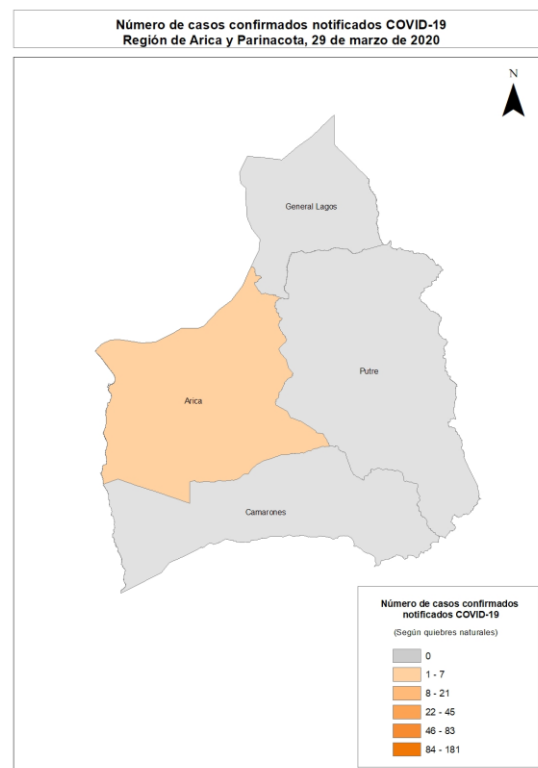 Número de casos confirmados notificados COVID-19
Región de Arica y Parinacota, 29 de marzo de 2020
N
General Lagos
Putre
Arica
Camarones
Número de casos confirmados
notificados COVID-19
(Según quiebres naturales)
0
1 - 7
8 - 21
22 - 45
46 - 83
84 - 181